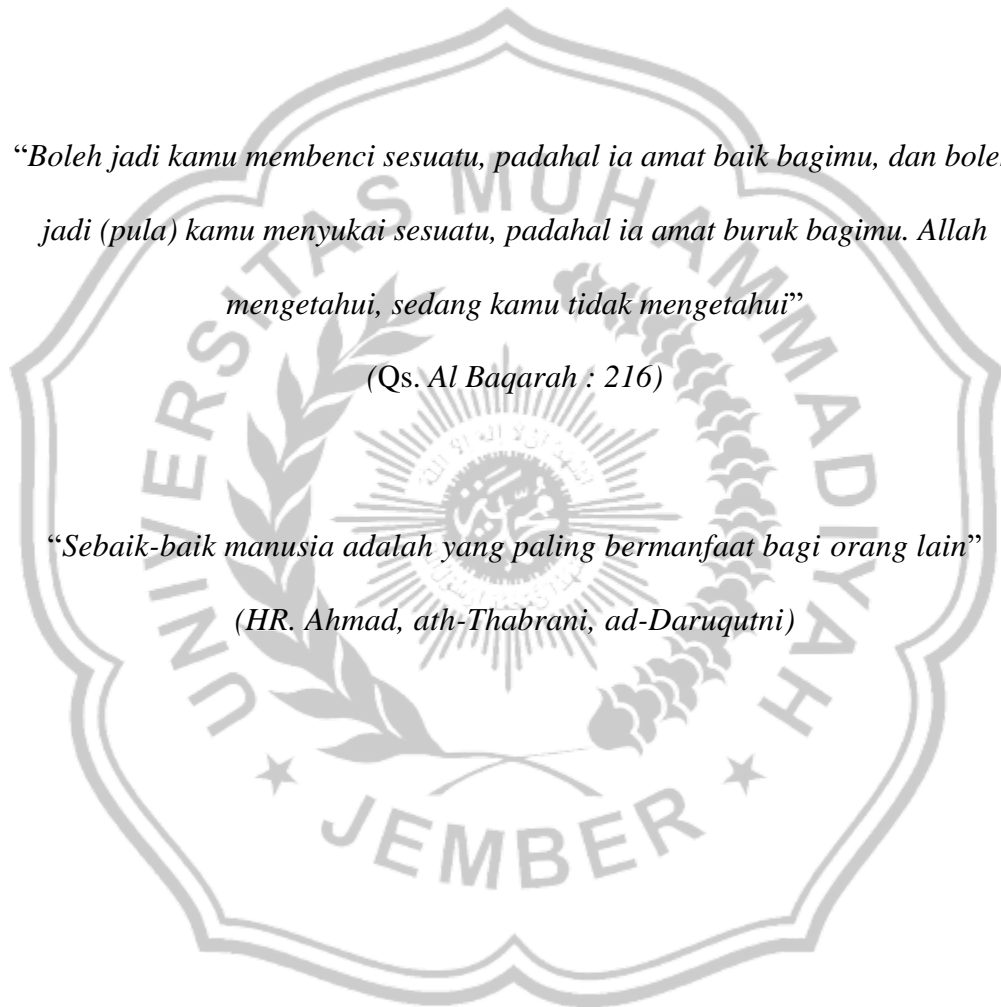 “Boleh jadi kamu membenci sesuatu, padahal ia amat baik bagimu, dan bole
jadi (pula) kamu menyukai sesuatu, padahal ia amat buruk bagimu. Allah
mengetahui, sedang kamu tidak mengetahui”
(Qs. Al Baqarah : 216)
“Sebaik-baik manusia adalah yang paling bermanfaat bagi orang lain”
(HR. Ahmad, ath-Thabrani, ad-Daruqutni)
UNIVERSITAS MUHAMMADIYAH
JEMBER